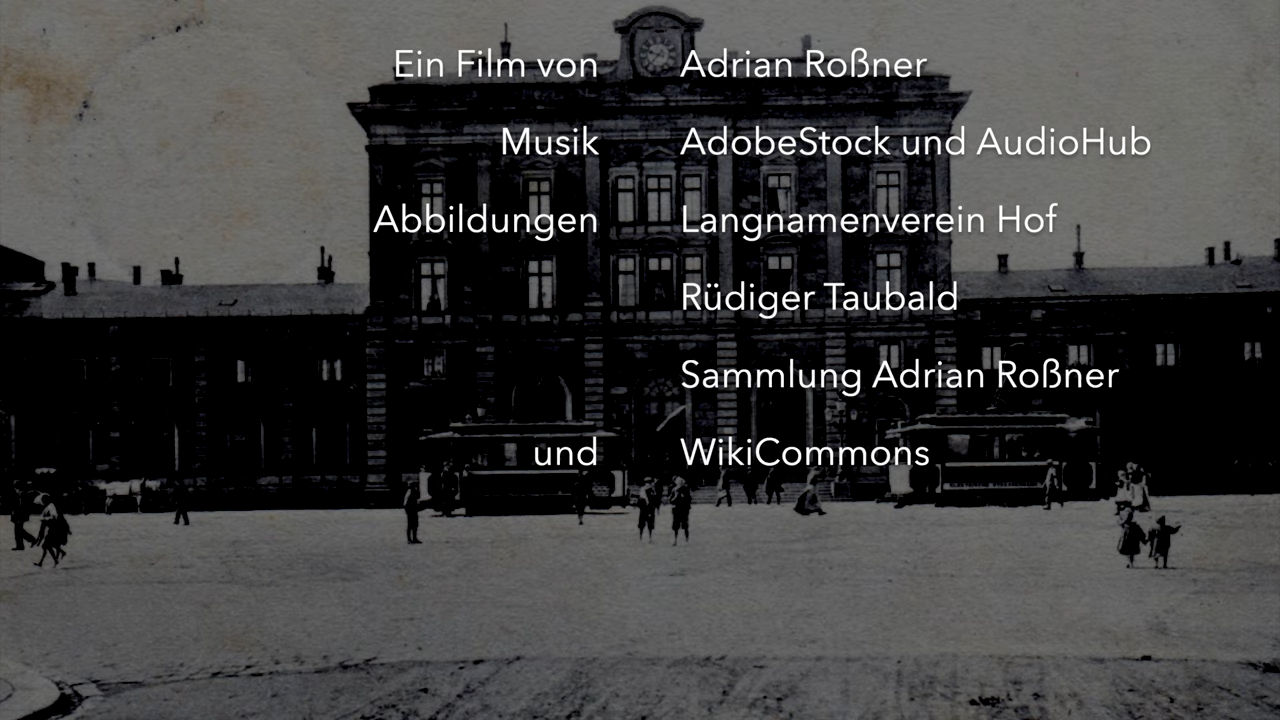 Ein Film von Adrian Roßner
Musik AdobeStock und AudioHub
Abbildungen Langnamenverein Hof
Rüdiger Taubald
Sammlung Adrian Roßner
und WikiCommons